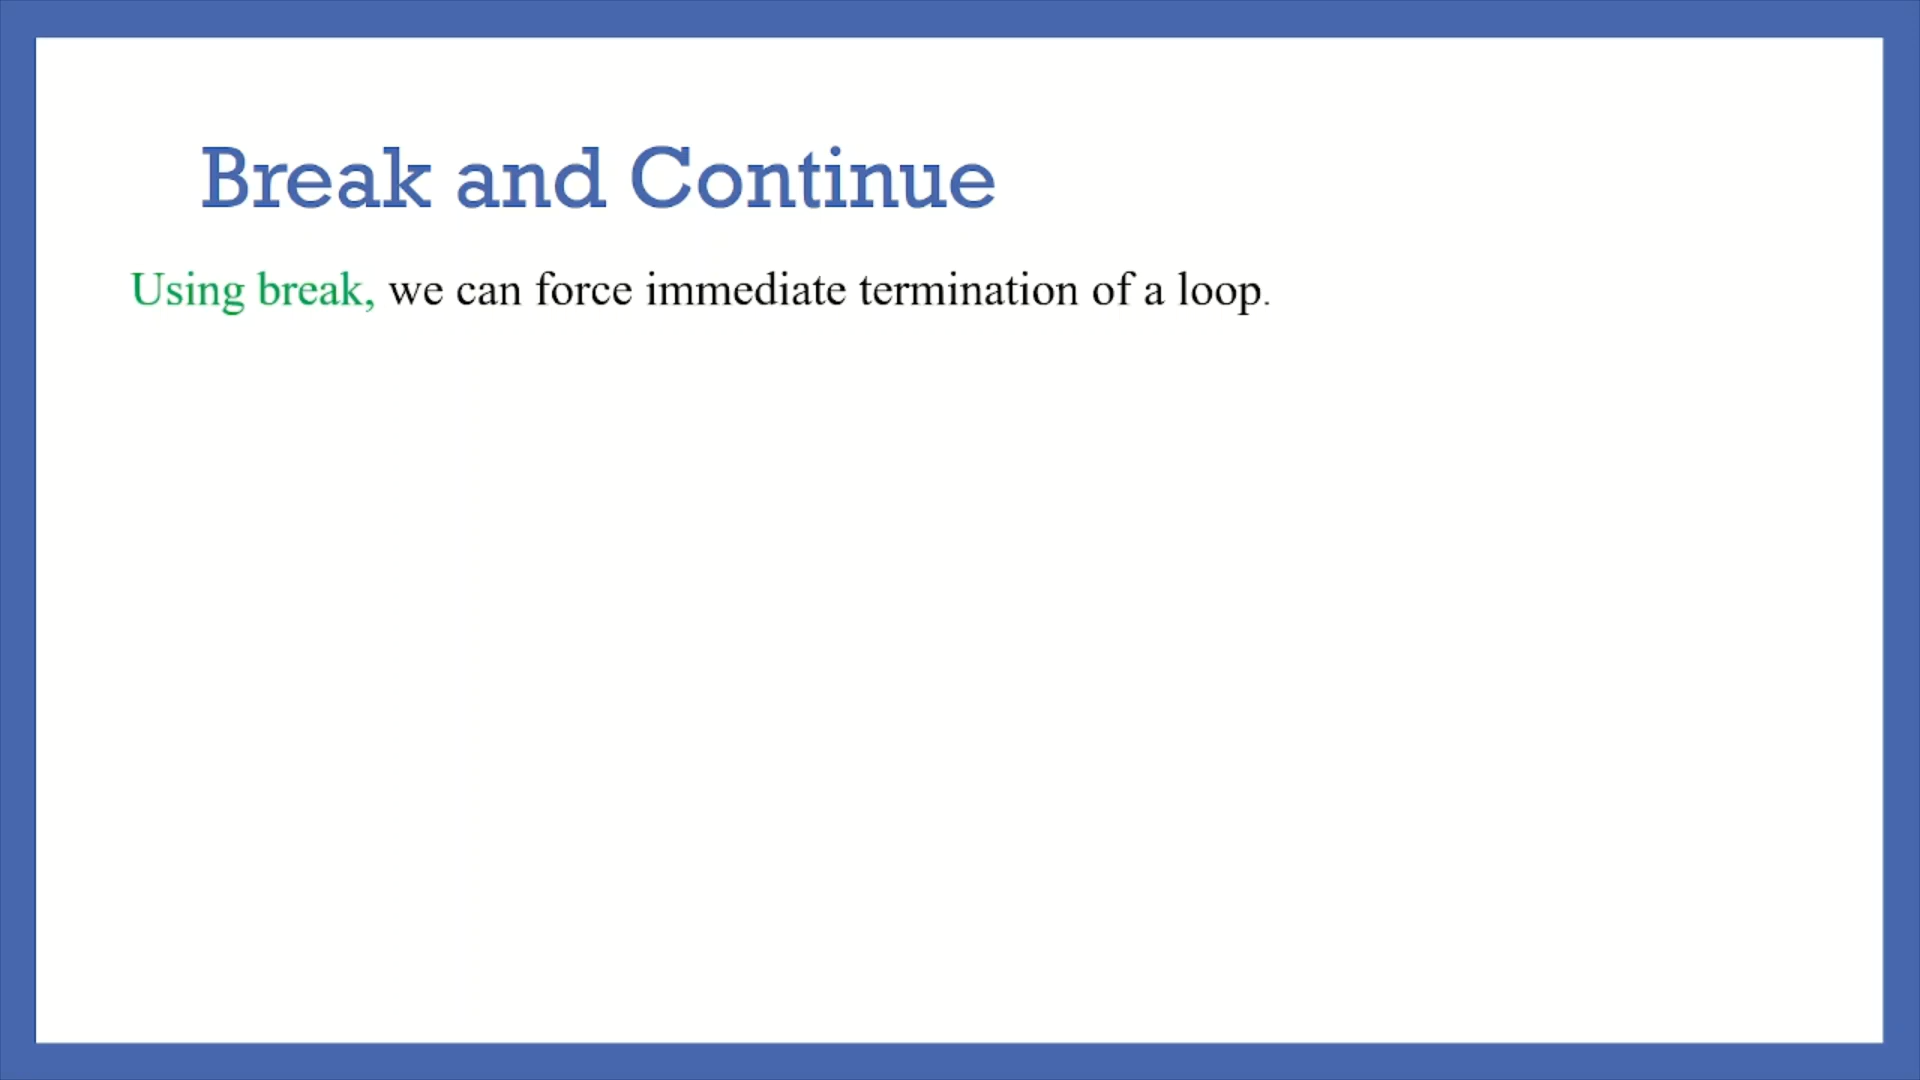 Break and Continue
Using break, we can force immediate termination of a loop.